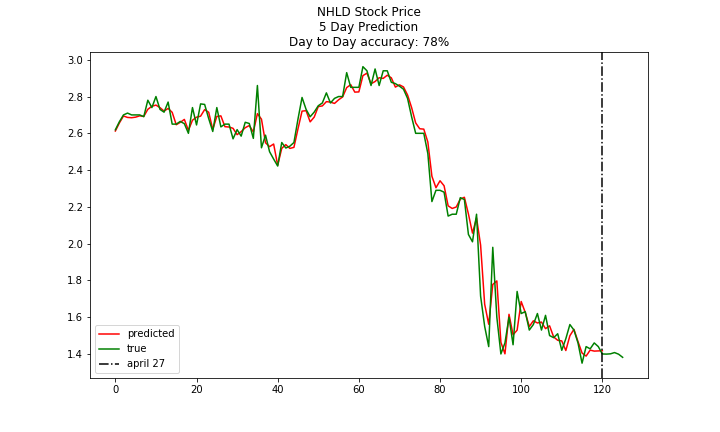 NHLD Stock Price
5 Day Prediction
Day to Day accuracy: 78%
3.0
2.8
2.6
2.4
2.2
2.0
1.8
1.6
1.4
predicted
true
april 27
0
20
40
60
80
100
120